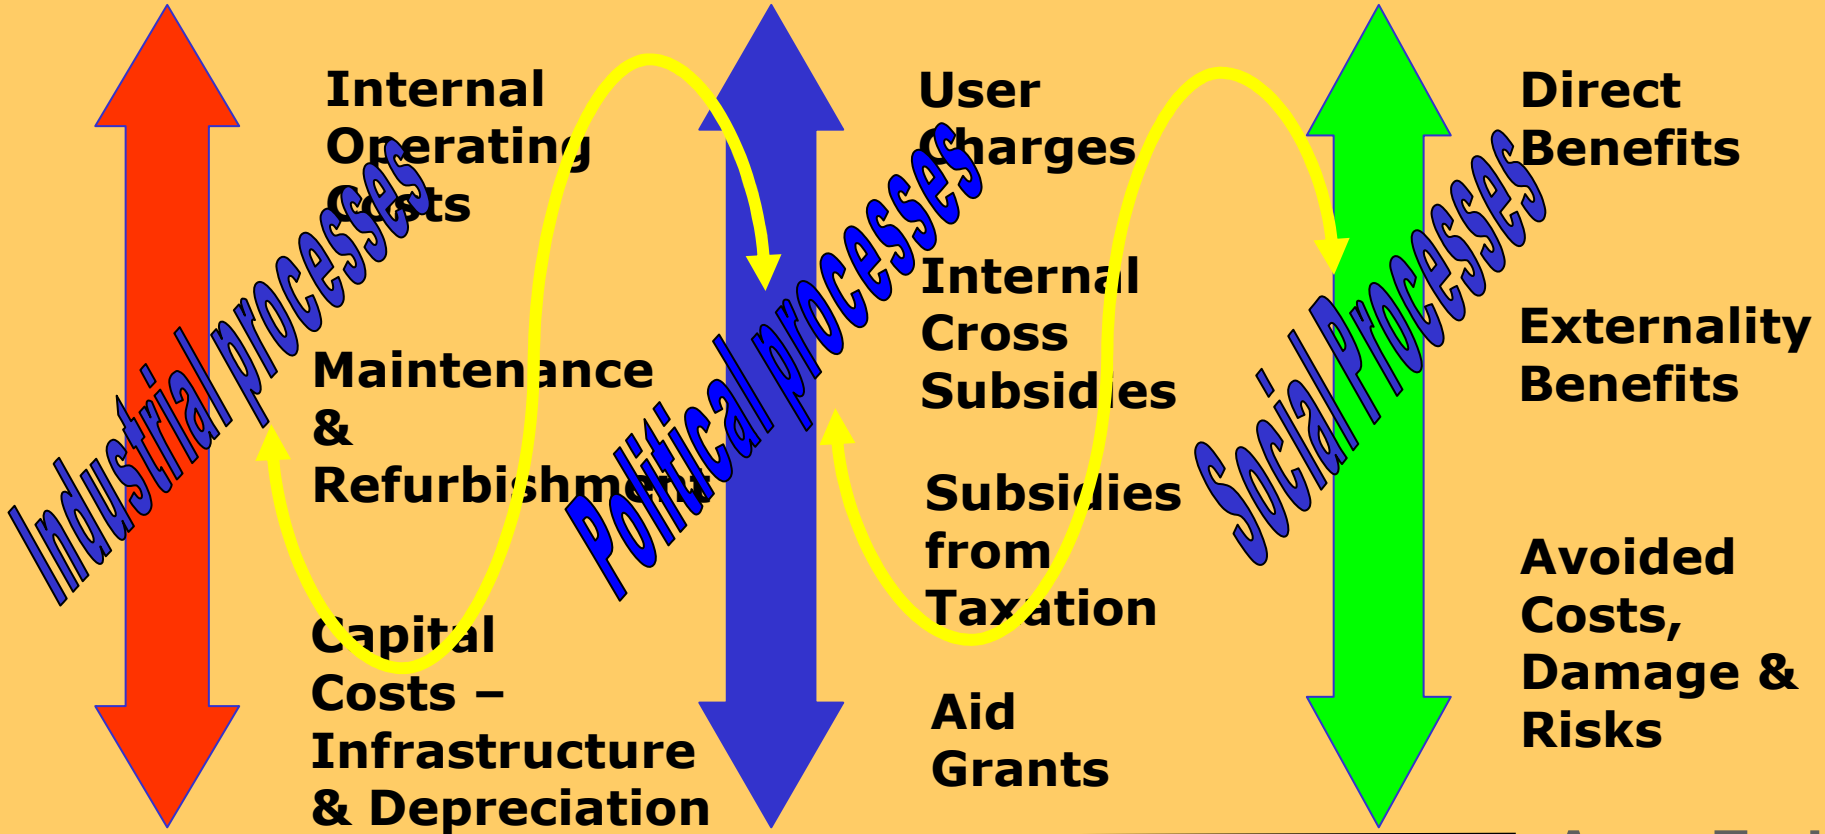 Internal
Operating
Costs
Industrial processes
Maintenance
&
Refurbishment
Capital
Costs –
Infrastructure
& Depreciation
User
Charges
Political processes
Internal
Cross
Subsidies
Subsidies
from
Taxation
Aid
Grants
Direct
Benefits
Social Processes
Externality
Benefits
Avoided
Costs,
Damage &
Risks